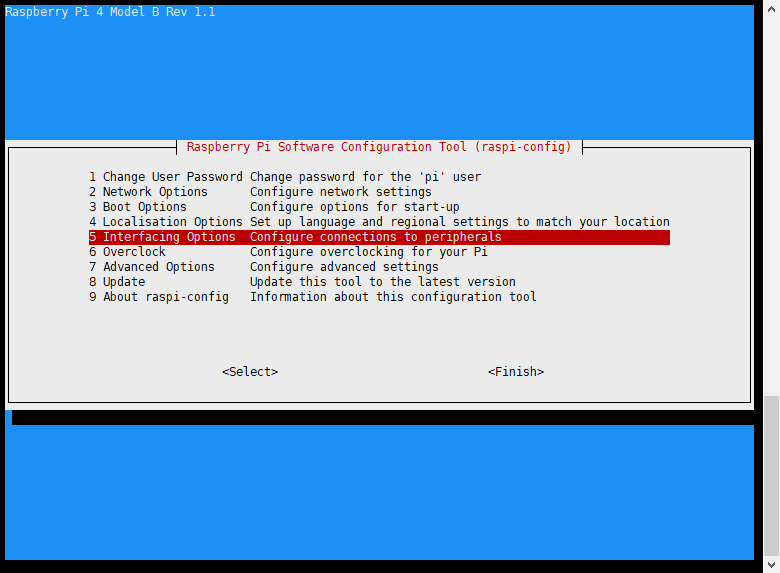 Raspberry Pi 4 Model B Rev 1.1
Raspberry Pi Software Configuration Tool (raspi-config)
1 Change User Password Change password for the 'pi' user
2 Network Options Configure network settings
3 Boot Options Configure options for start-up
4 Localisation Options Set up language and regional settings to match your location
5 Interfacing Options Configure connections to peripherals
6 Overclock Configure overclocking for your Pi
7 Advanced Options Configure advanced settings
8 Update Update this tool to the latest version
9 About raspi-config Information about this configuration tool
<Select> <Finish>